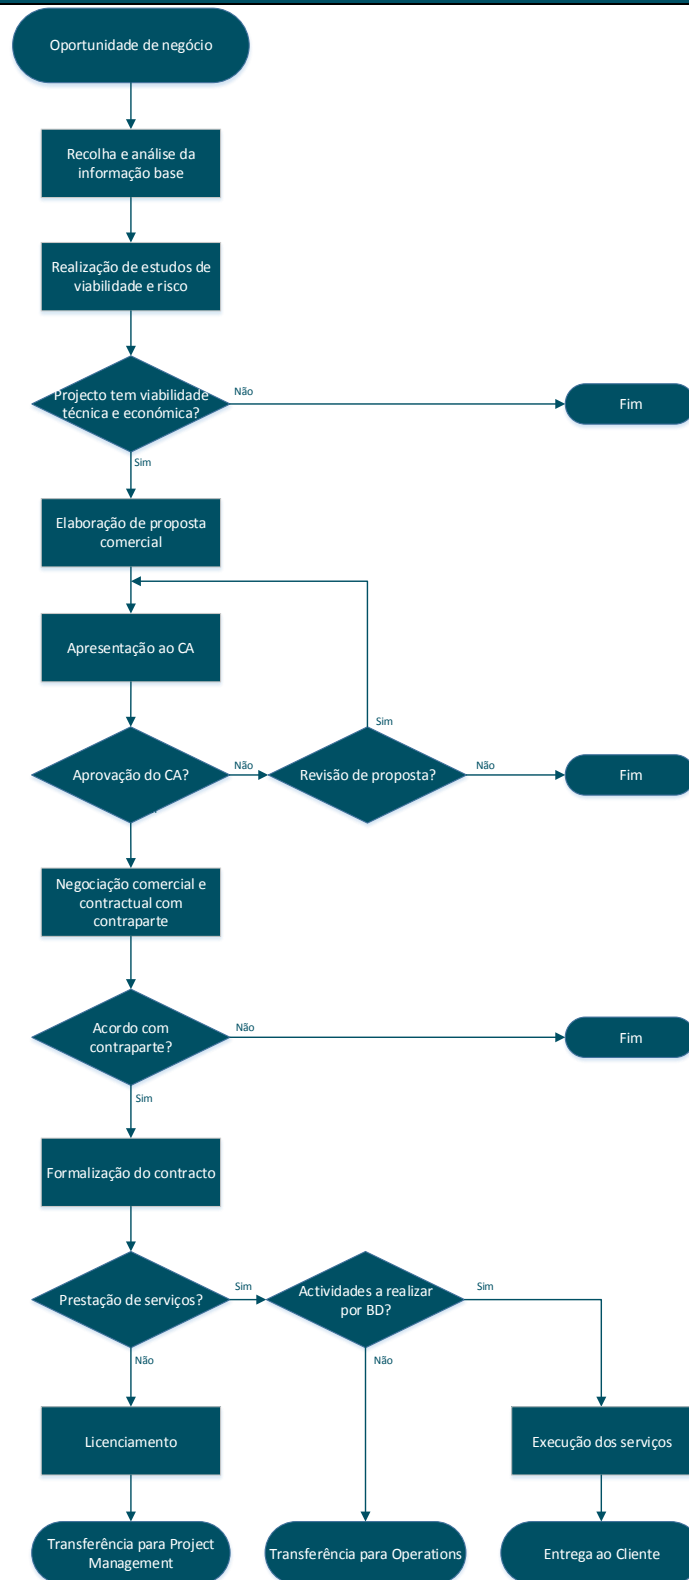 Oportunidade de negócio
Recolha e análise da
informação base
Realização de estudos de
viabilidade e risco
Projecto tem viabilidade
técnica e económica?
Não
Fim
Sim
Elaboração de proposta
comercial
Apresentação ao CA
Sim
Aprovação do CA?
Não
Revisão de proposta?
Não
Fim
Negociação comercial e
contractual com
contraparte
Acordo com
contraparte?
Não
Fim
Sim
Formalização do contracto
Prestação de serviços?
Sim
Actividades a realizar
por BD?
Sim
Não
Não
Licenciamento
Execução dos serviços
Transferência para Project
Management
Transferência para Operations
Entrega ao Cliente